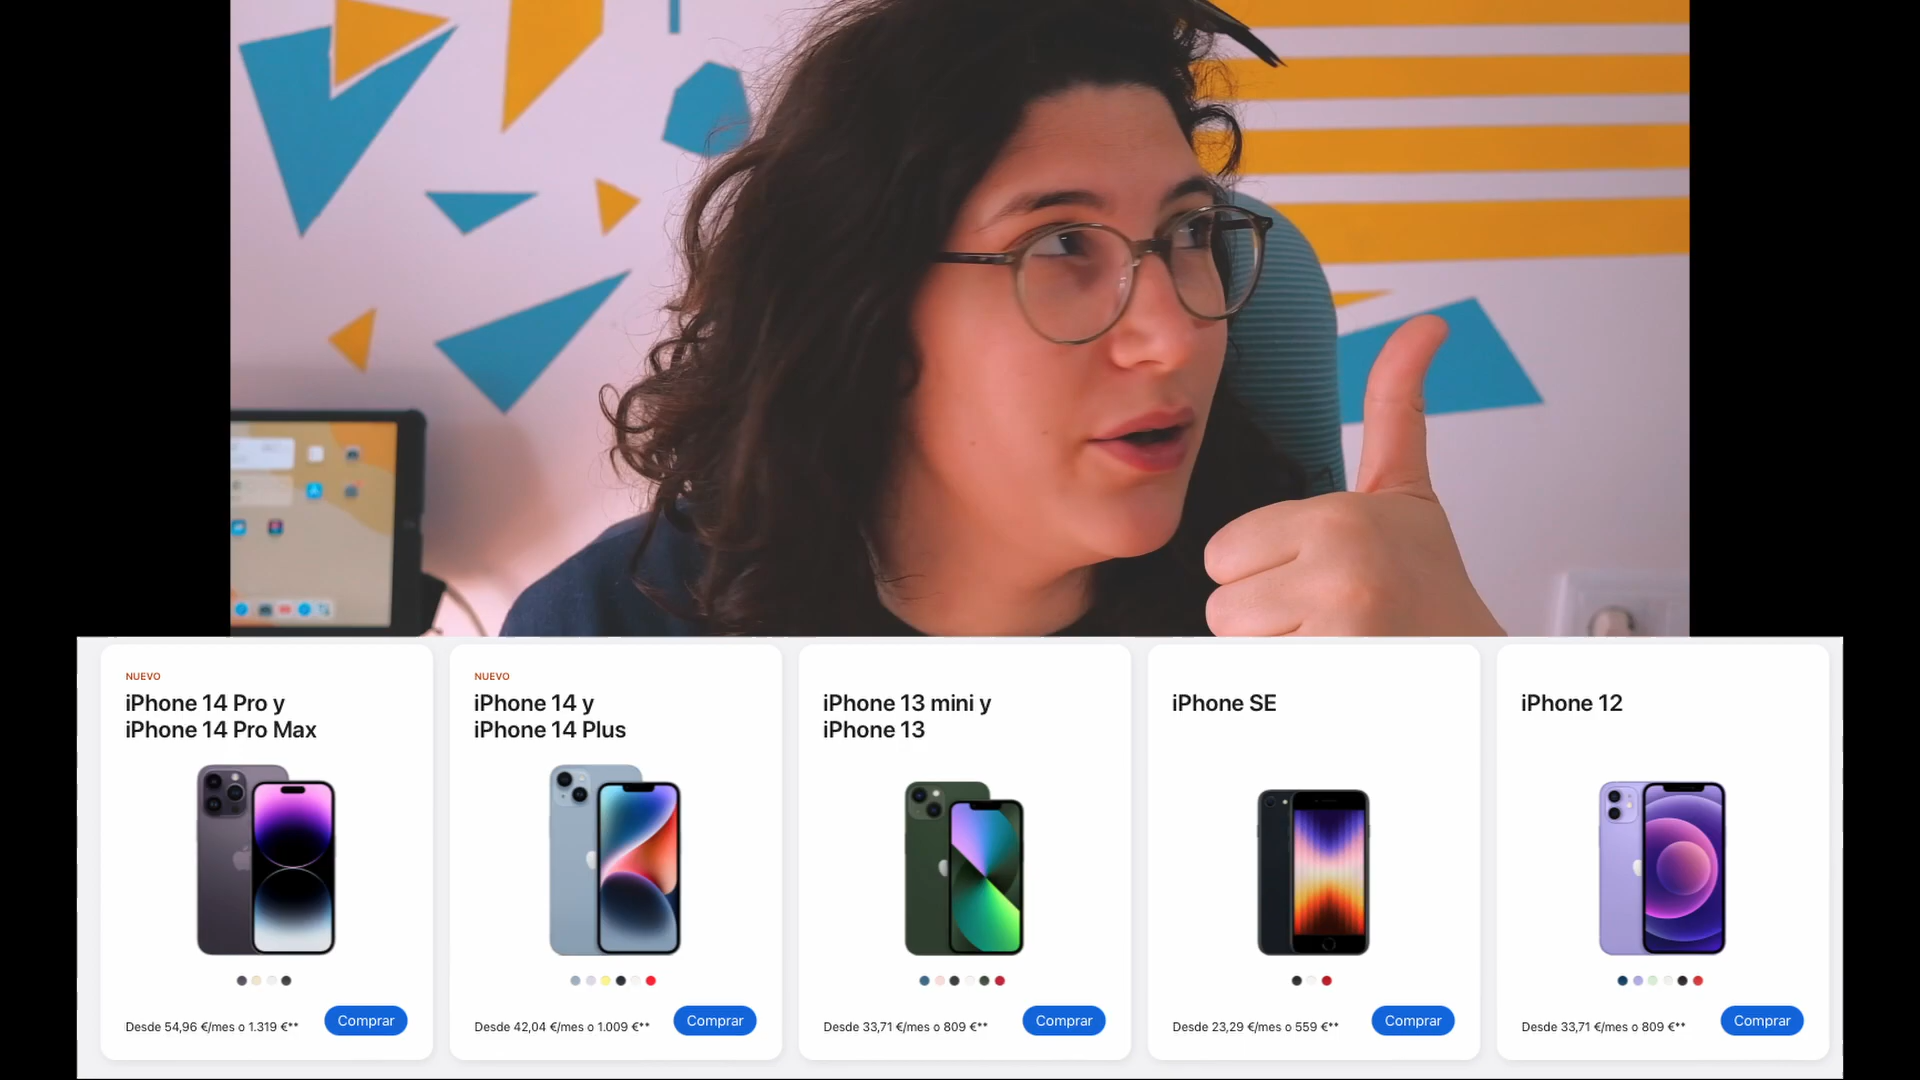 NUEVO
iPhone 14 Pro y
iPhone 14 Pro Max
Desde 54,96 €/mes o 1.319 €**
Comprar
NUEVO
iPhone 14 y
iPhone 14 Plus
Desde 42,04 €/mes o 1.009 €**
Comprar
iPhone 13 mini y
iPhone 13
Desde 33,71 €/mes o 809 €**
Comprar
iPhone SE
Desde 23,29 €/mes o 559 €**
Comprar
iPhone 12
Desde 33,71 €/mes o 809 €**
Comprar